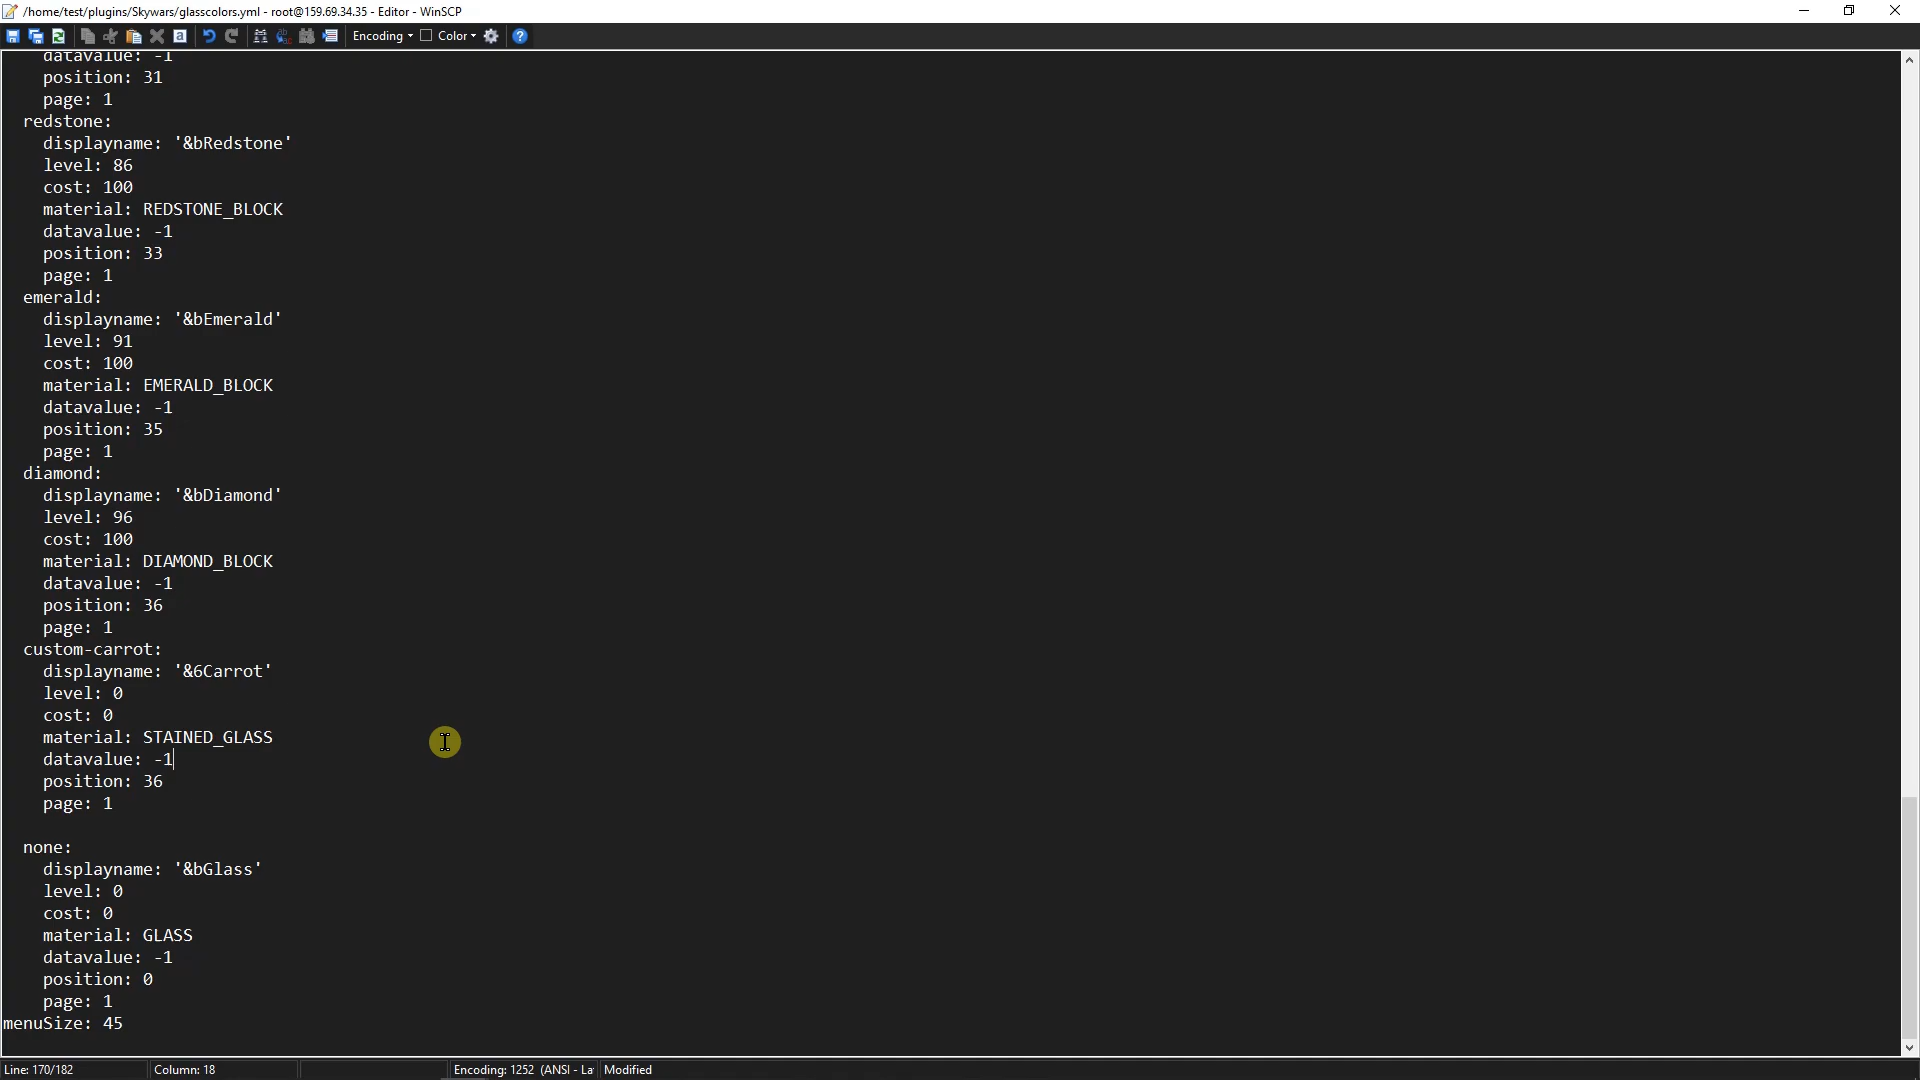 /home/test/plugins/Skywars/glasscolors.yml - root@159.69.34.35 - Editor - WinSCP
Encoding Color
datavalue: -1
position: 31
page: 1
redstone:
displayname: '&bRedstone'
level: 86
cost: 100
material: REDSTONE_BLOCK
datavalue: -1
position: 33
page: 1
emerald:
displayname: '&bEmerald'
level: 91
cost: 100
material: EMERALD_BLOCK
datavalue: -1
position: 35
page: 1
diamond:
displayname: '&bDiamond'
level: 96
cost: 100
material: DIAMOND_BLOCK
datavalue: -1
position: 36
page: 1
custom-carrot:
displayname: '&6Carrot'
level: 0
cost: 0
material: STAINED_GLASS
datavalue: -1
position: 36
page: 1
none:
displayname: '&bGlass'
level: 0
cost: 0
material: GLASS
datavalue: -1
position: 0
page: 1
menuSize: 45
Line: 170/182 Column: 18 Encoding: 1252 (ANSI - La Modified